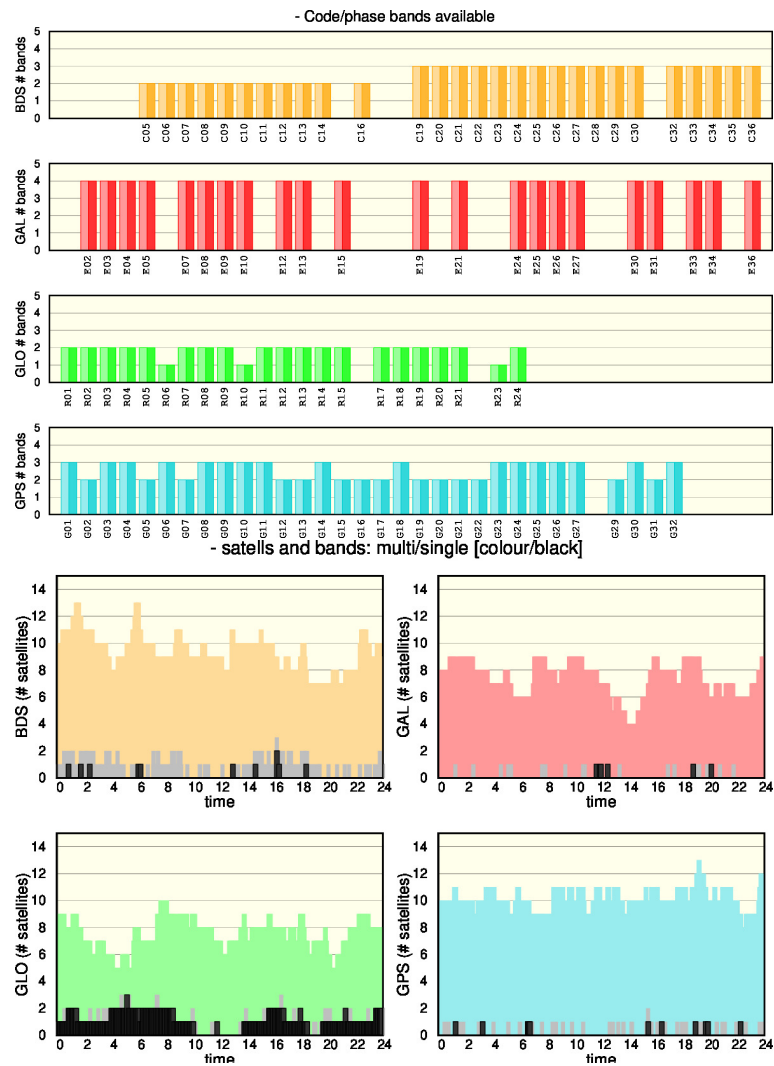 - Code/phase bands available
BDS # bands
5
4
3
2
1
0
C05 C06 C07 C08 C09 C10 C11 C12 C13 C14 C16 C19 C20 C21 C22 C23 C24 C25 C26 C27 C28 C29 C30 C32 C33 C34 C35 C36
GAL # bands
5
4
3
2
1
0
E02 E03 E04 E05 E07 E08 E09 E10 E12 E13 E15 E19 E21 E24 E25 E26 E27 E30 E31 E33 E34 E36
GLO # bands
5
4
3
2
1
0
R01 R02 R03 R04 R05 R06 R07 R08 R09 R10 R11 R12 R13 R14 R15 R17 R18 R19 R20 R21 R23 R24
GPS # bands
5
4
3
2
1
0
G01 G02 G03 G04 G05 G06 G07 G08 G09 G10 G11 G12 G13 G14 G15 G16 G17 G18 G19 G20 G21 G22 G23 G24 G25 G26 G27 G29 G30 G31 G32
- satells and bands: multi/single [colour/black]
BDS (# satellites)
14
12
10
8
6
4
2
0
0 2 4 6 8 10 12 14 16 18 20 22 24
time
GAL (# satellites)
14
12
10
8
6
4
2
0
0 2 4 6 8 10 12 14 16 18 20 22 24
time
GLO (# satellites)
14
12
10
8
6
4
2
0
0 2 4 6 8 10 12 14 16 18 20 22 24
time
GPS (# satellites)
14
12
10
8
6
4
2
0
0 2 4 6 8 10 12 14 16 18 20 22 24
time